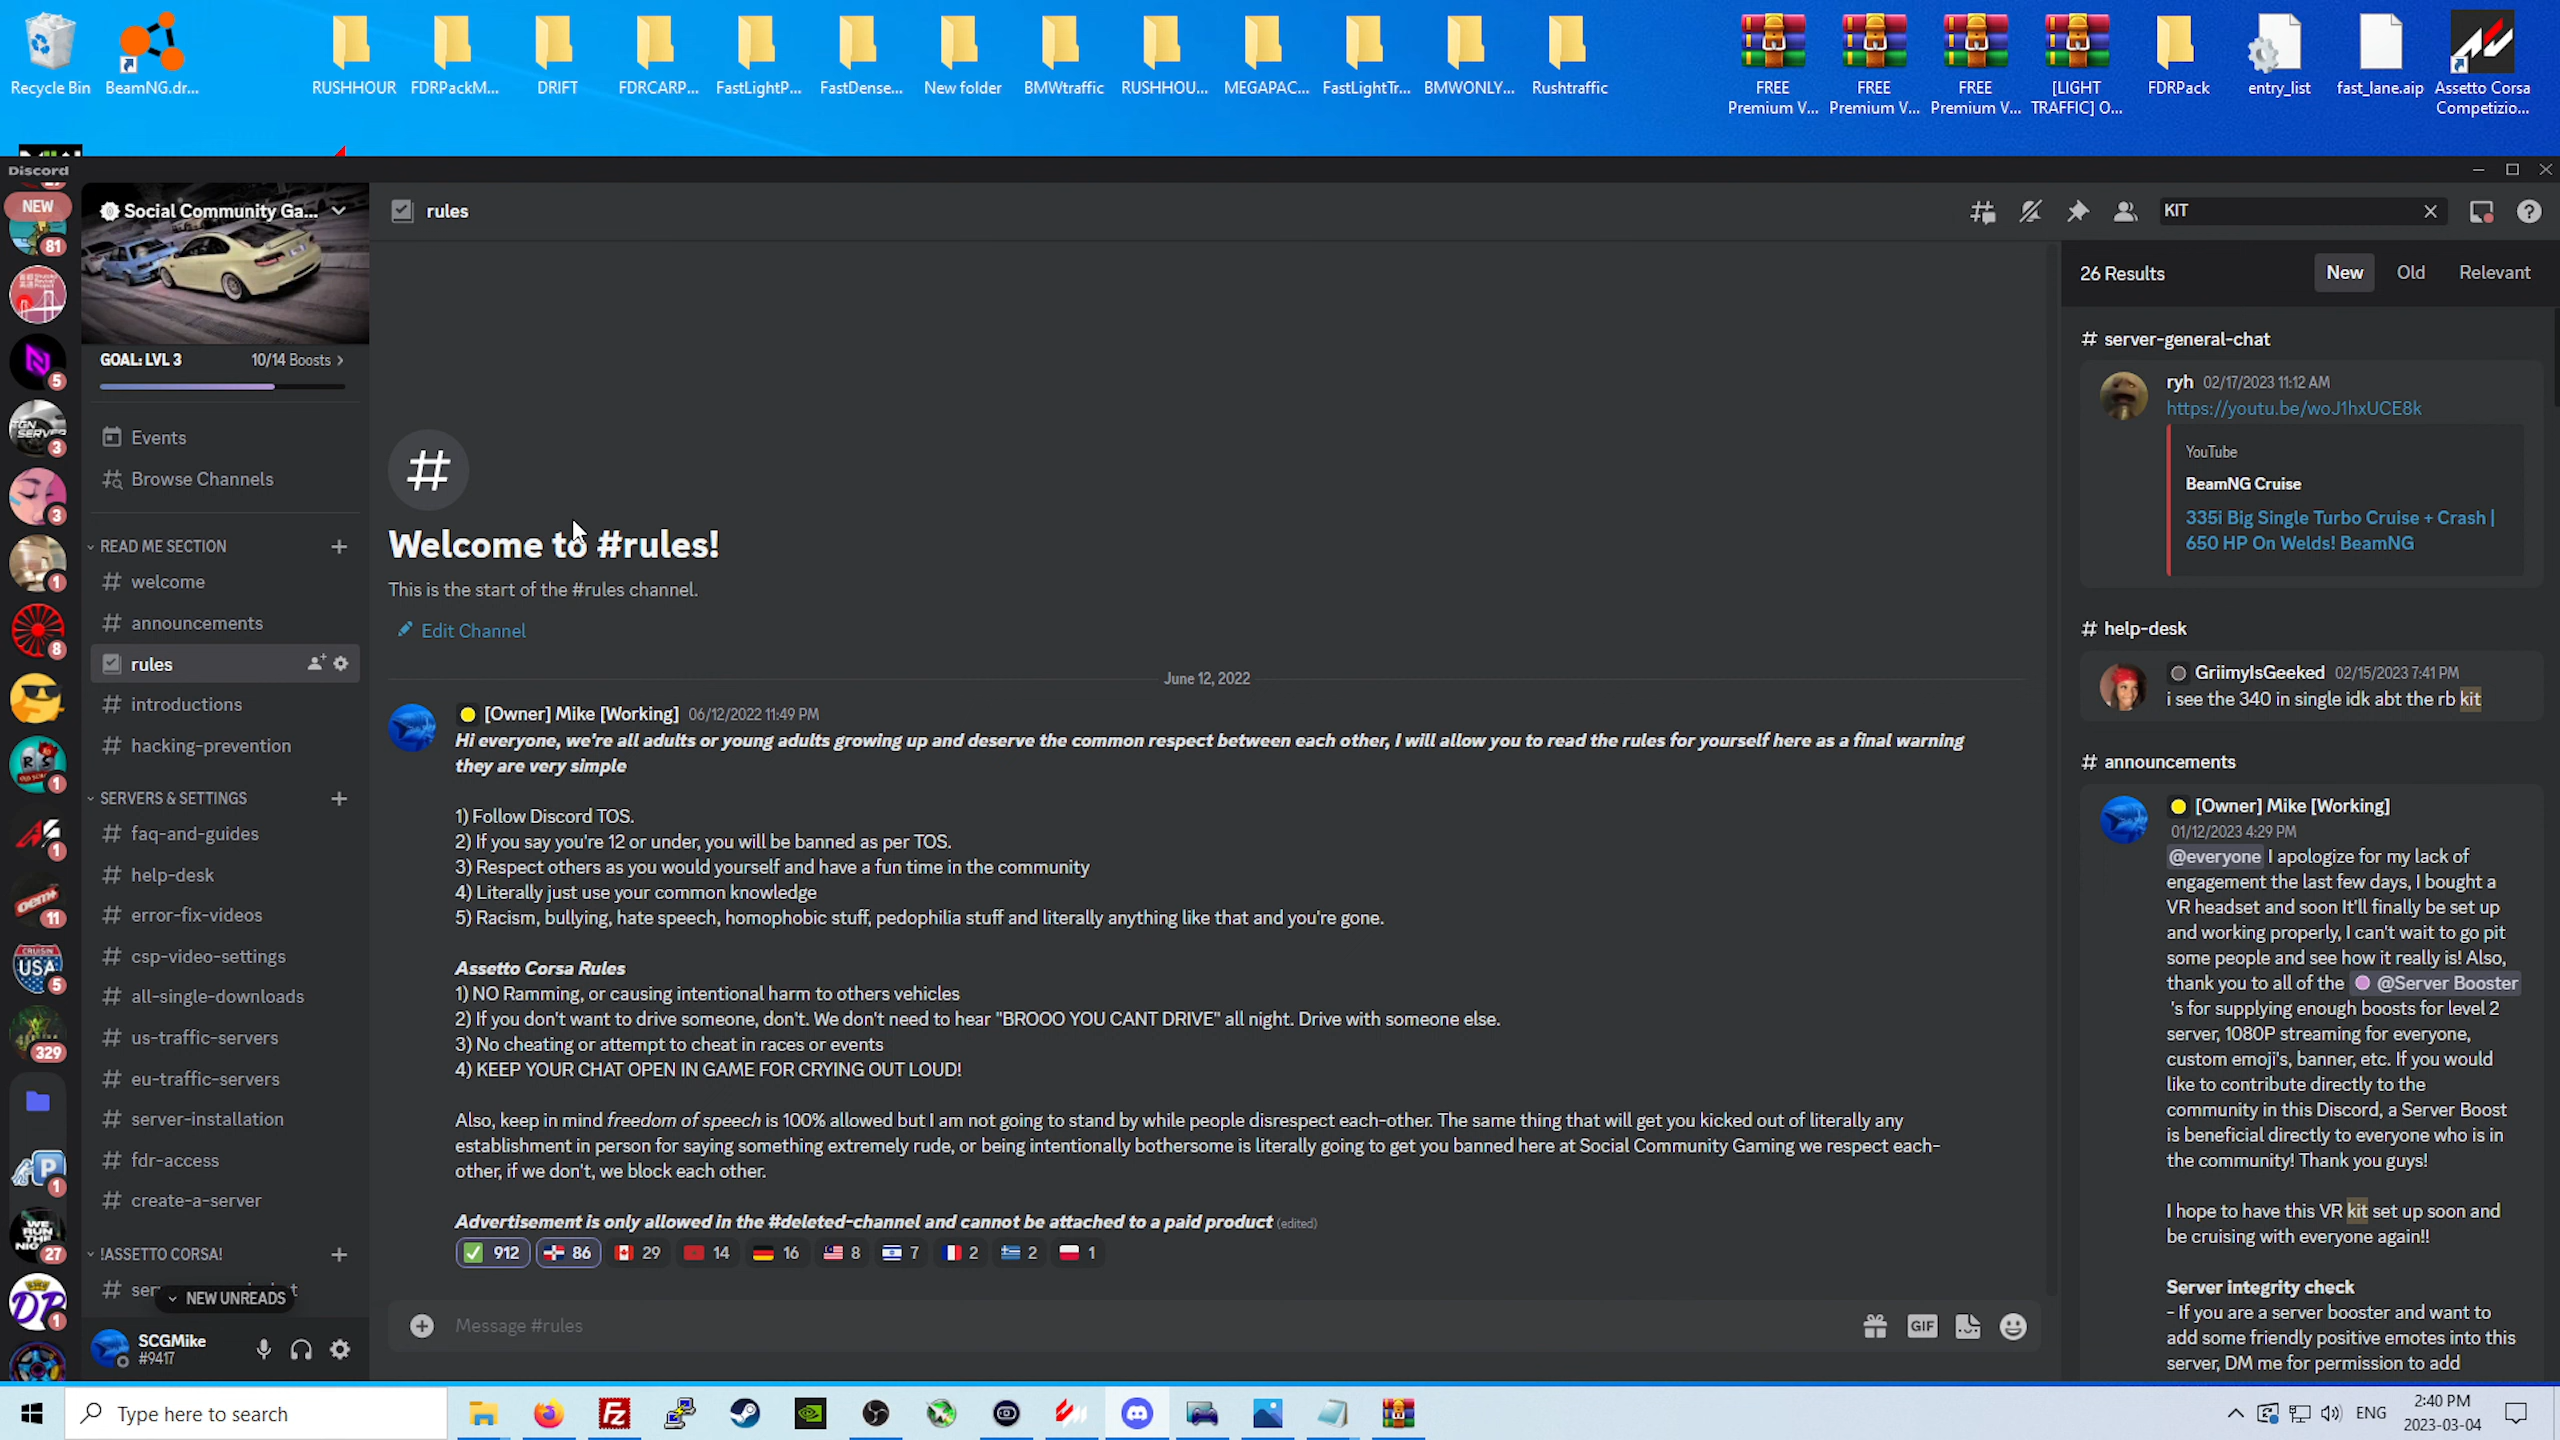 Recycle Bin
BeamNG.dr...
RUSHHOUR
FDRPackM...
DRIFT
FDRCARP...
FastLightP...
FastDense...
New folder
BMWtraffic
RUSHHOU...
MEGAPAC...
FastLightTr...
BMWONLY...
Rushtraffic
FREE Premium V...
FREE Premium V...
FREE Premium V...
[LIGHT TRAFFIC] O...
FDRPack
entry_list
fast_lane.aip
Assetto Corsa Competizio...
Discord
NEW
81
5
3
3
1
8
1
1
11
5
329
1
27
1
Social Community Ga...
GOAL: LVL 3
10/14 Boosts
Events
Browse Channels
READ ME SECTION
welcome
announcements
rules
introductions
hacking-prevention
SERVERS & SETTINGS
faq-and-guides
help-desk
error-fix-videos
csp-video-settings
all-single-downloads
us-traffic-servers
eu-traffic-servers
server-installation
fdr-access
create-a-server
!ASSETTO CORSA!
NEW UNREADS
SCGMike
#9417
rules
Welcome to #rules!
This is the start of the #rules channel.
Edit Channel
June 12, 2022
[Owner] Mike [Working] 06/12/2022 11:49 PM
Hi everyone, we're all adults or young adults growing up and deserve the common respect between each other, I will allow you to read the rules for yourself here as a final warning
they are very simple
1) Follow Discord TOS.
2) If you say you're 12 or under, you will be banned as per TOS.
3) Respect others as you would yourself and have a fun time in the community
4) Literally just use your common knowledge
5) Racism, bullying, hate speech, homophobic stuff, pedophilia stuff and literally anything like that and you're gone.
Assetto Corsa Rules
1) NO Ramming, or causing intentional harm to others vehicles
2) If you don't want to drive someone, don't. We don't need to hear "BROOO YOU CANT DRIVE" all night. Drive with someone else.
3) No cheating or attempt to cheat in races or events
4) KEEP YOUR CHAT OPEN IN GAME FOR CRYING OUT LOUD!
Also, keep in mind freedom of speech is 100% allowed but I am not going to stand by while people disrespect each-other. The same thing that will get you kicked out of literally any
establishment in person for saying something extremely rude, or being intentionally bothersome is literally going to get you banned here at Social Community Gaming we respect each-
other, if we don't, we block each other.
Advertisement is only allowed in the #deleted-channel and cannot be attached to a paid product (edited)
912 86 29 14 16 8 7 2 2 1
Message #rules
GIF
KIT
26 Results
New
Old
Relevant
server-general-chat
ryh 02/17/2023 11:12 AM
https://youtu.be/woJ1hxUCE8k
YouTube
BeamNG Cruise
335i Big Single Turbo Cruise + Crash |
650 HP On Welds! BeamNG
help-desk
GriimyIsGeeked 02/15/2023 7:41 PM
i see the 340 in single idk abt the rb kit
announcements
[Owner] Mike [Working]
01/12/2023 4:29 PM
@everyone I apologize for my lack of
engagement the last few days, I bought a
VR headset and soon It'll finally be set up
and working properly, I can't wait to go pit
some people and see how it really is! Also,
thank you to all of the @Server Booster
's for supplying enough boosts for level 2
server, 1080P streaming for everyone,
custom emoji's, banner, etc. If you would
like to contribute directly to the
community in this Discord, a Server Boost
is beneficial directly to everyone who is in
the community! Thank you guys!
I hope to have this VR kit set up soon and
be cruising with everyone again!!
Server integrity check
- If you are a server booster and want to
add some friendly positive emotes into this
server, DM me for permission to add
Type here to search
ENG
2:40 PM
2023-03-04